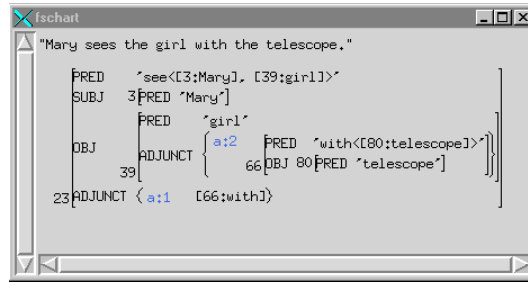 fschart
"Mary sees the girl with the telescope."
PRED 'see<[3:Mary], [39:girl]>'
SUBJ 3[PRED 'Mary']
PRED 'girl'
a:2 PRED 'with<[80:telescope]>'
OBJ ADJUNCT 66 OBJ 80[PRED 'telescope']
39
23 ADJUNCT { a:1 [66:with]}